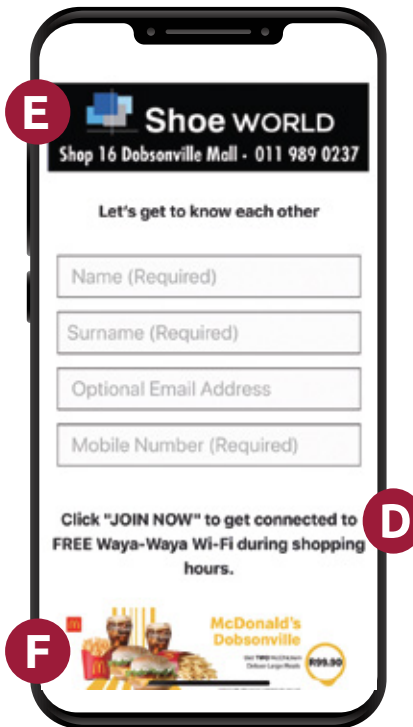 E
Shoe WORLD
Shop 16 Dobsonville Mall - 011 989 0237
Let's get to know each other
Name (Required)
Surname (Required)
Optional Email Address
Mobile Number (Required)
Click "JOIN NOW" to get connected to
FREE Waya-Waya Wi-Fi during shopping
hours.
D
F
McDonald's
Dobsonville
R99.90